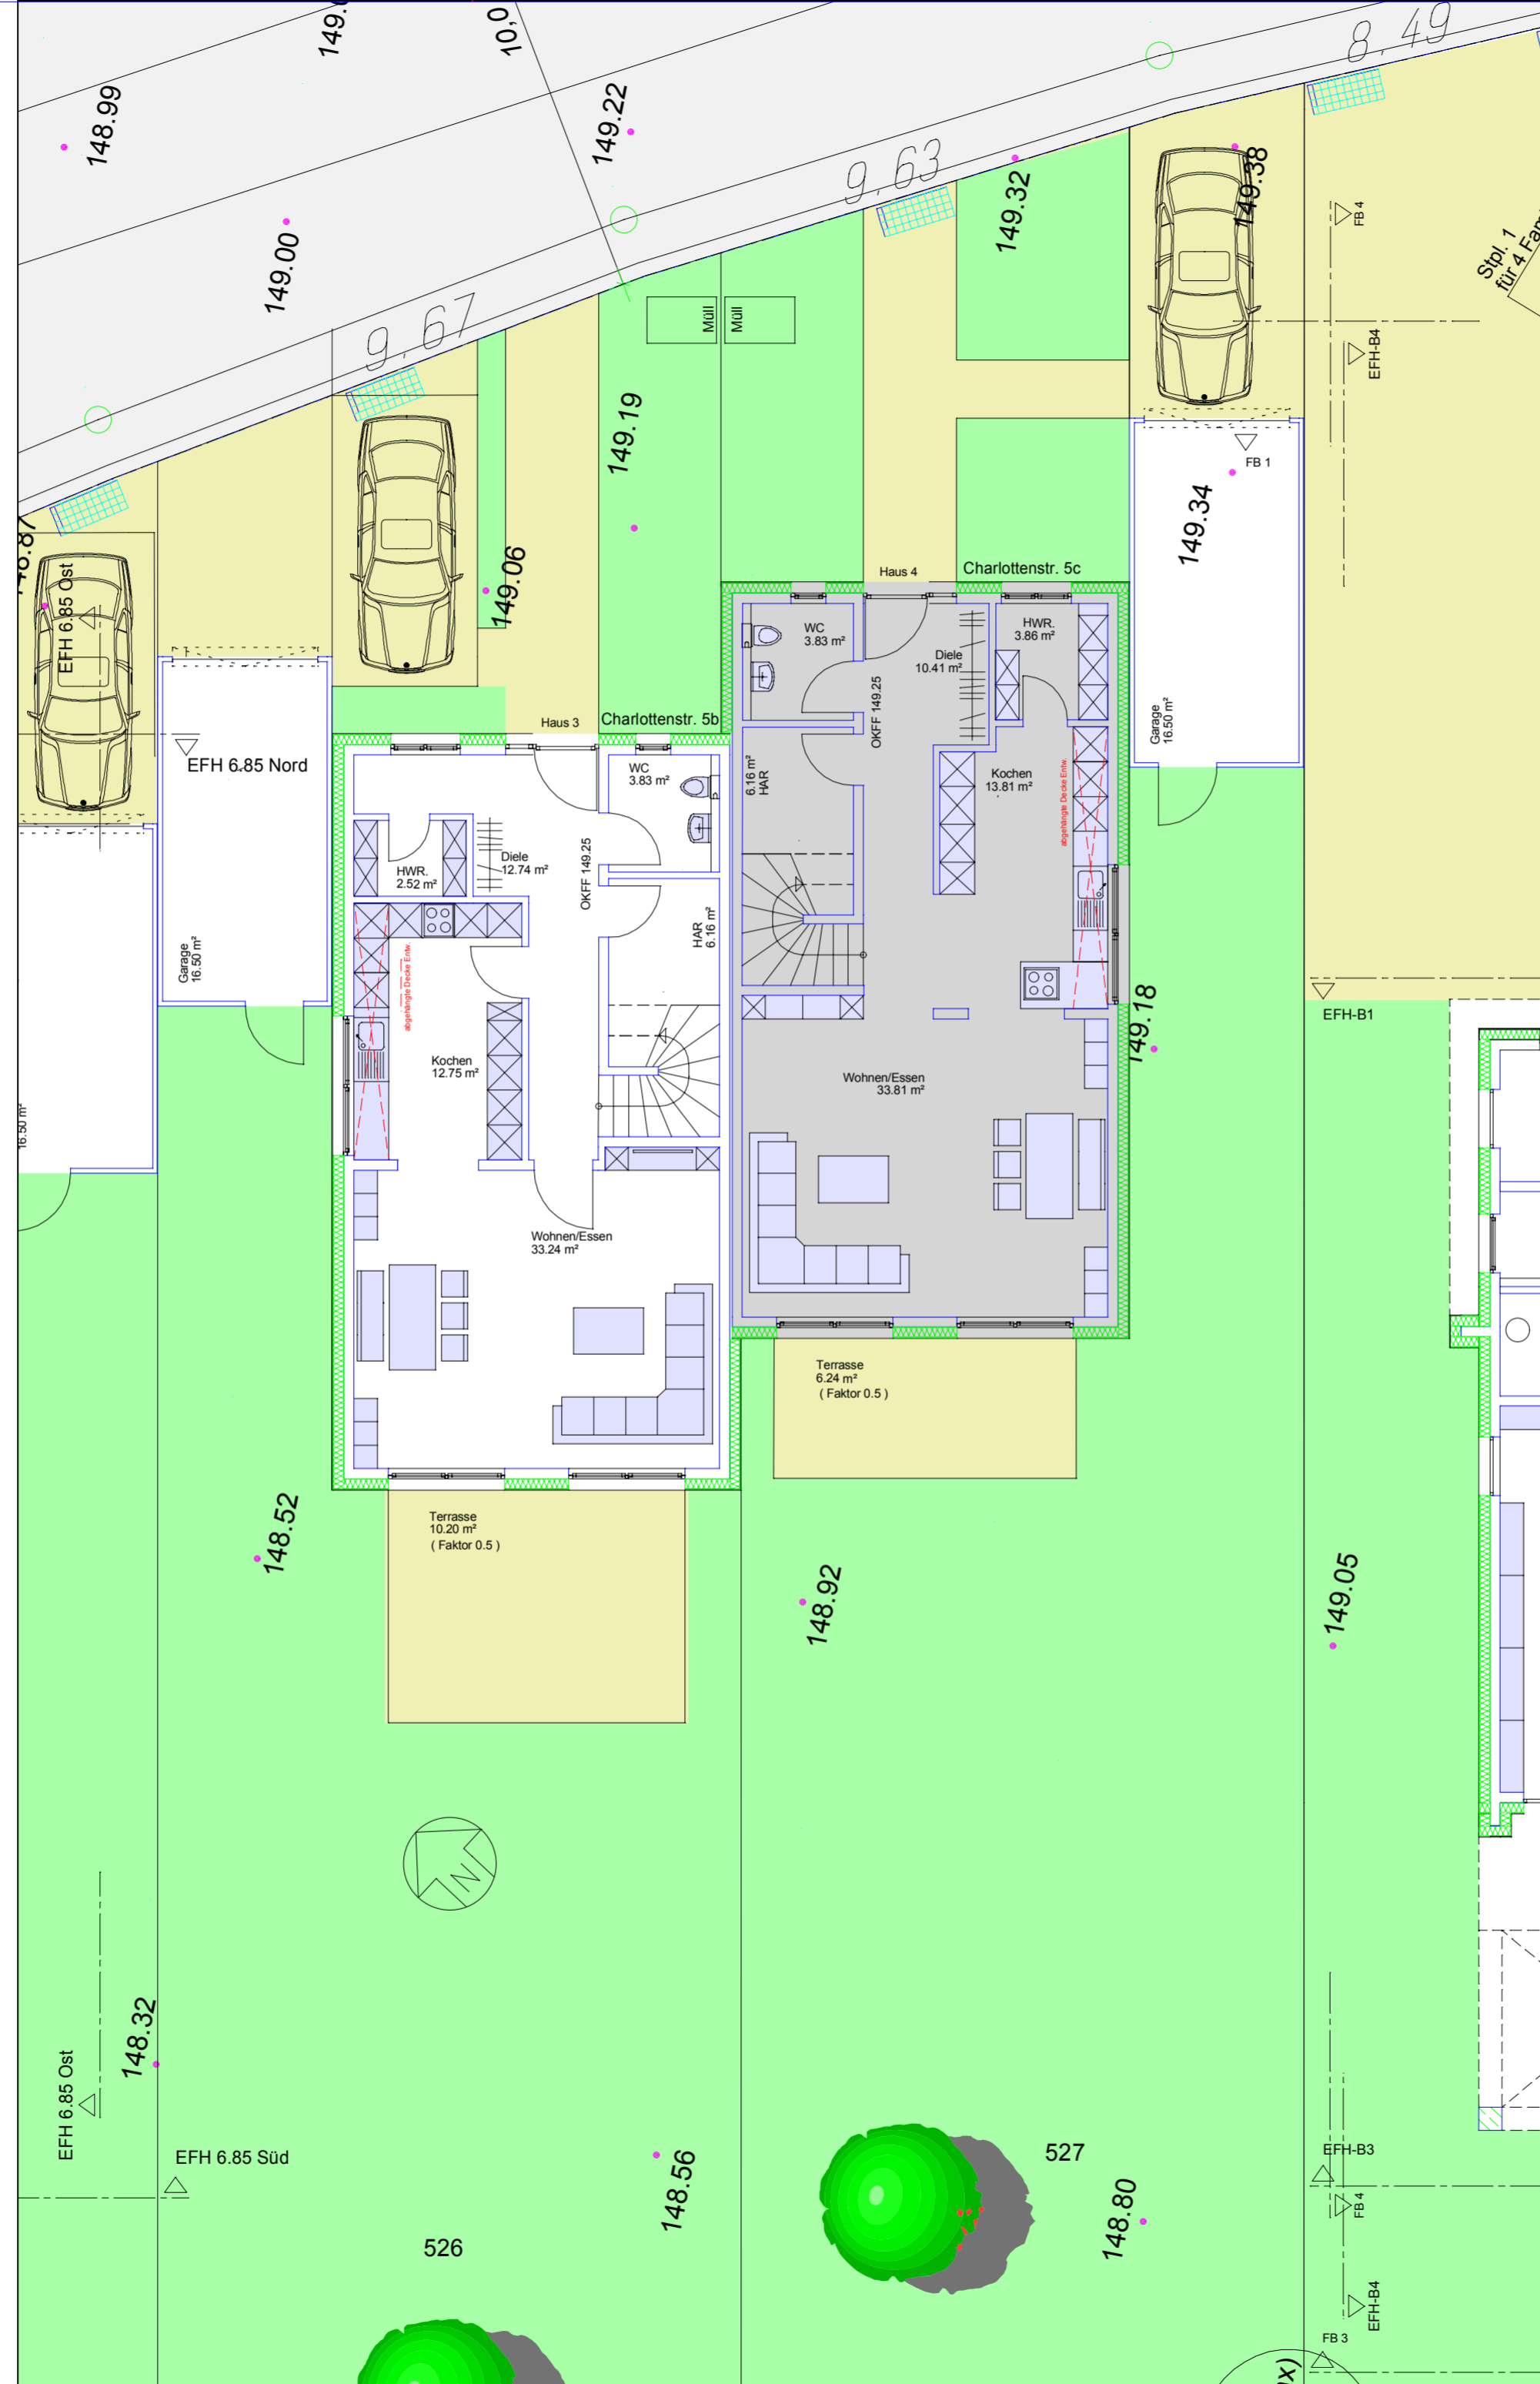 10,0
8.49
148.99
149.22
9.63
149.32
149.38
FB 4
Stpl. 1
149.00
9.67
Müll
Müll
EFH-B4
149.19
FB 1
149.34
149.06
EFH 6.85 Ost
Haus 4
Charlottenstr. 5c
WC
3.83 m²
HWR.
3.86 m²
Diele
10.41 m²
OKFF 149.25
Garage
16.50 m²
Haus 3
Charlottenstr. 5b
EFH 6.85 Nord
WC
3.83 m²
6.16 m²
HAR
Kochen
13.81 m²
abgehängte Decke Entw.
Diele
12.74 m²
HWR.
2.52 m²
OKFF 149.25
Garage
16.50 m²
abgehängte Decke Entw.
HAR
6.16 m²
149.18
EFH-B1
Kochen
12.75 m²
Wohnen/Essen
33.81 m²
16.50 m²
Wohnen/Essen
33.24 m²
Terrasse
6.24 m²
( Faktor 0.5 )
Terrasse
10.20 m²
( Faktor 0.5 )
148.52
148.92
149.05
N
148.32
EFH 6.85 Ost
EFH 6.85 Süd
148.56
527
148.80
EFH-B3
FB 4
526
EFH-B4
FB 3